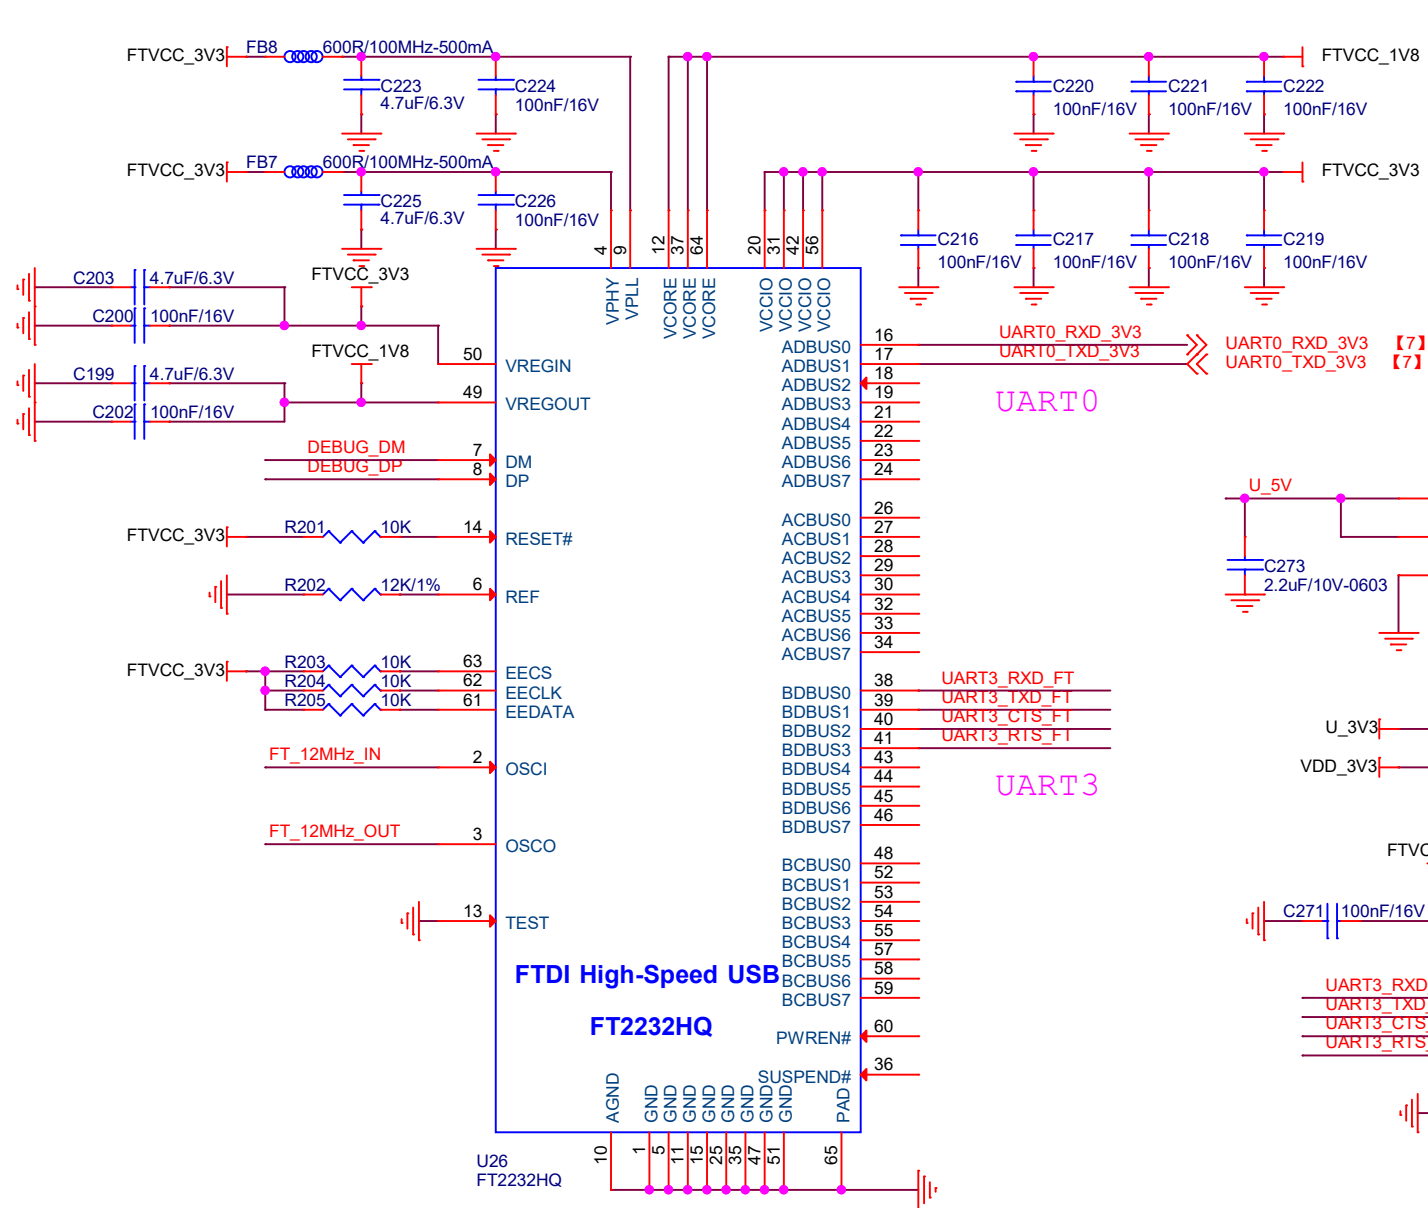 FTVCC_3V3 FB8 600R/100MHz-500mA FTVCC_1V8
C223 C224 C220 C221 C222
4.7uF/6.3V 100nF/16V 100nF/16V 100nF/16V 100nF/16V
FTVCC_3V3 FB7 600R/100MHz-500mA FTVCC_3V3
C225 C226
4.7uF/6.3V 100nF/16V
C216 C217 C218 C219
100nF/16V 100nF/16V 100nF/16V 100nF/16V
4 9 12 37 64 20 31 42 56
VPHY VPLL VCORE VCORE VCORE VCCIO VCCIO VCCIO VCCIO
C203 4.7uF/6.3V FTVCC_3V3
C200 100nF/16V
FTVCC_1V8
50 VREGIN
C199 4.7uF/6.3V
49 VREGOUT
C202 100nF/16V
DEBUG_DM 7 DM
DEBUG_DP 8 DP
FTVCC_3V3 R201 10K 14 RESET#
R202 12K/1% 6 REF
FTVCC_3V3 R203 10K 63 EECS
R204 10K 62 EECLK
R205 10K 61 EEDATA
FT_12MHz_IN 2 OSCI
FT_12MHz_OUT 3 OSCO
13 TEST
FTDI High-Speed USB
FT2232HQ
ADBUS0 16 UART0_RXD_3V3 UART0_RXD_3V3 【7】
ADBUS1 17 UART0_TXD_3V3 UART0_TXD_3V3 【7】
ADBUS2 18
ADBUS3 19
UART0
ADBUS4 21
ADBUS5 22
ADBUS6 23
ADBUS7 24
ACBUS0 26
ACBUS1 27
ACBUS2 28
ACBUS3 29
ACBUS4 30
ACBUS5 32
ACBUS6 33
ACBUS7 34
BDBUS0 38 UART3_RXD_FT
BDBUS1 39 UART3_TXD_FT
BDBUS2 40 UART3_CTS_FT
BDBUS3 41 UART3_RTS_FT
BDBUS4 43
BDBUS5 44
UART3
BDBUS6 45
BDBUS7 46
BCBUS0 48
BCBUS1 52
BCBUS2 53
BCBUS3 54
BCBUS4 55
BCBUS5 57
BCBUS6 58
BCBUS7 59
PWREN# 60
SUSPEND# 36
AGND GND GND GND GND GND GND GND GND PAD
10 1 5 11 15 25 35 47 51 65
U26
FT2232HQ
U_5V
C273
2.2uF/10V-0603
U_3V3
VDD_3V3
FTVC
C271 100nF/16V
UART3_RXD
UART3_TXD_
UART3_CTS_
UART3_RTS_